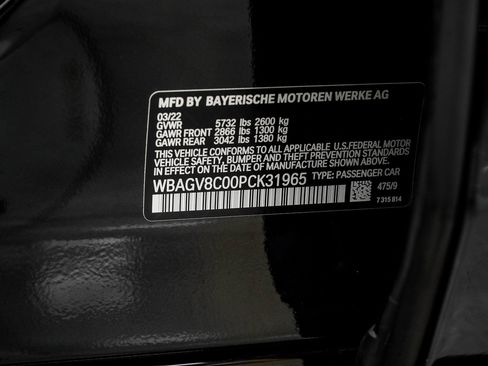 MFD BY BAYERISCHE MOTOREN WERKE AG
03/22
GVWR 5732 lbs 2600 kg
GAWR FRONT 2866 lbs 1300 kg
GAWR REAR 3042 lbs 1380 kg
THIS VEHICLE CONFORMS TO ALL APPLICABLE U.S.FEDERAL MOTOR
VEHICLE SAFETY BUMPER AND THEFT PREVENTION STANDARDS
IN EFFECT ON THE DATE OF MANUFACTURE SHOWN ABOVE.
WBAGV8C00PCK31965 TYPE: PASSENGER CAR
475/9
7 315 814